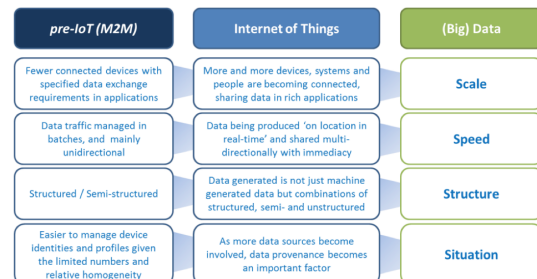 pre-IoT (M2M)
Internet of Things
(Big) Data
Fewer connected devices with
specified data exchange
requirements in applications
More and more devices, systems and
people are becoming connected,
sharing data in rich applications
Scale
Data traffic managed in
batches, and mainly
unidirectional
Data being produced ‘on location in
real-time’ and shared multi-
directionally with immediacy
Speed
Structured / Semi-structured
Data generated is not just machine
generated data but combinations of
structured, semi- and unstructured
Structure
Easier to manage device
identities and profiles given
the limited numbers and
relative homogeneity
As more data sources become
involved, data provenance becomes
an important factor
Situation